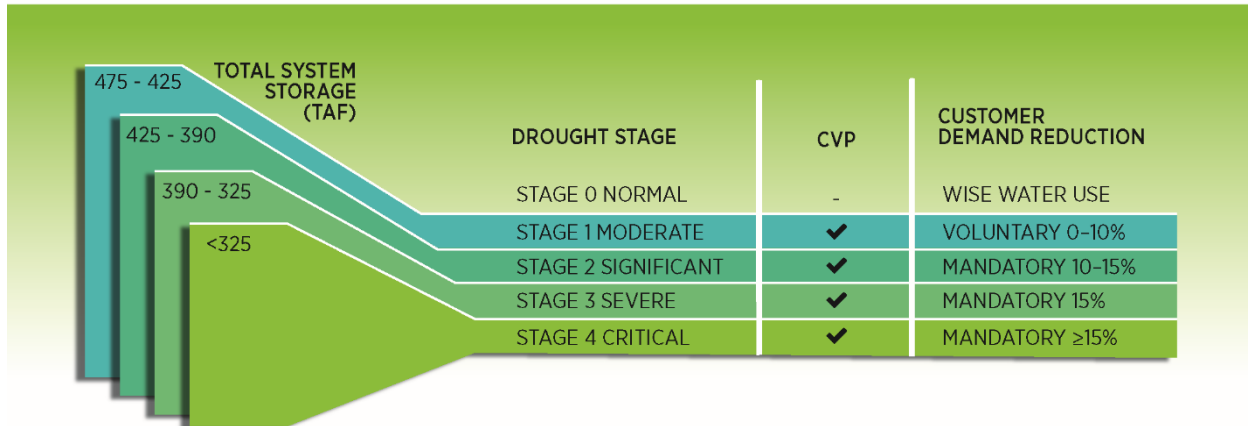 TOTAL SYSTEM
STORAGE
(TAF)
475 - 425
425 - 390
390 - 325
<325
DROUGHT STAGE CVP CUSTOMER
DEMAND REDUCTION
STAGE 0 NORMAL - WISE WATER USE
STAGE 1 MODERATE ✔ VOLUNTARY 0–10%
STAGE 2 SIGNIFICANT ✔ MANDATORY 10–15%
STAGE 3 SEVERE ✔ MANDATORY 15%
STAGE 4 CRITICAL ✔ MANDATORY ≥15%